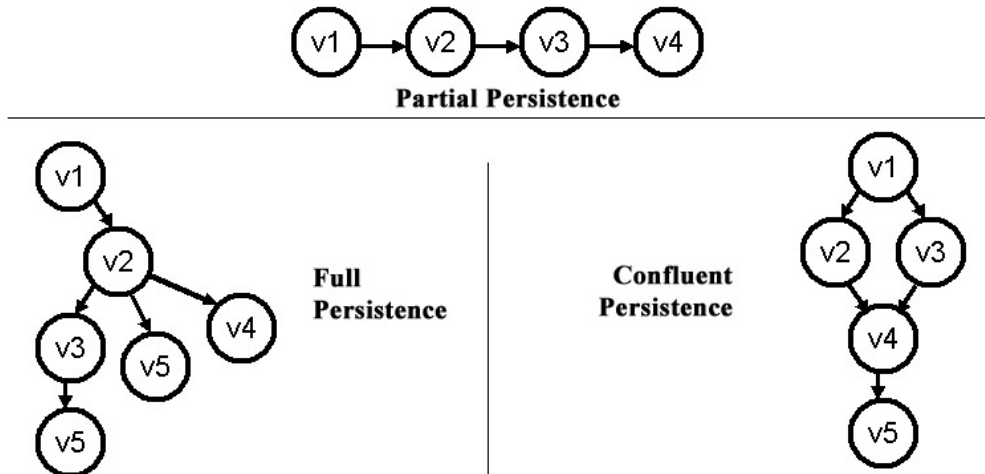 v1 v2 v3 v4
Partial Persistence
v1
v2
v3
v5
v4
v5
Full
Persistence
Confluent
Persistence
v1
v2 v3
v4
v5